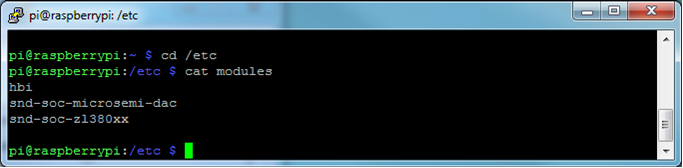 pi@raspberrypi: /etc
pi@raspberrypi:~ $ cd /etc
pi@raspberrypi:/etc $ cat modules
hbi
snd-soc-microsemi-dac
snd-soc-zl380xx
pi@raspberrypi:/etc $